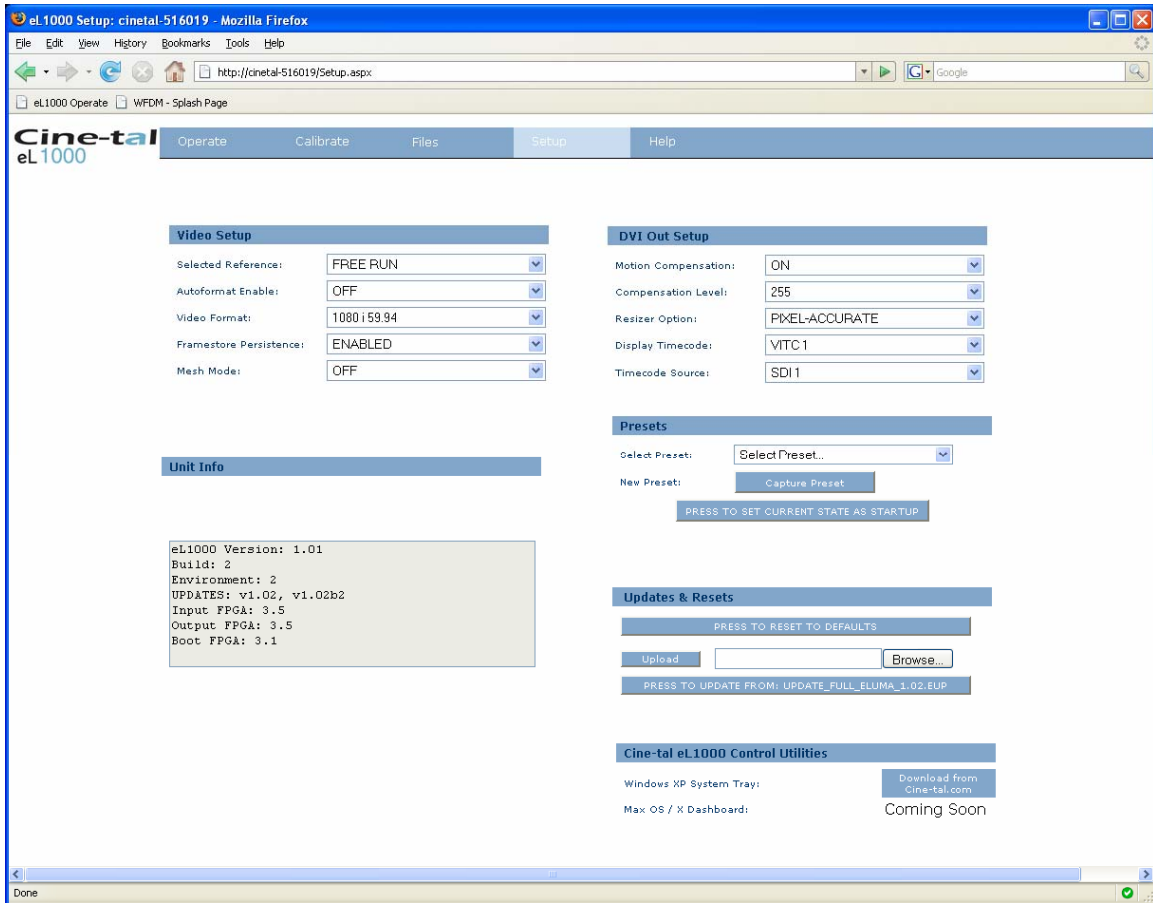 eL1000 Setup: cinetal-516019 - Mozilla Firefox
File Edit View History Bookmarks Tools Help
http://cinetal-516019/Setup.aspx
G Google
eL1000 Operate WFDM - Splash Page
Cine-tal
eL1000
Operate Calibrate Files Setup Help
Video Setup
Selected Reference: FREE RUN
Autoformat Enable: OFF
Video Format: 1080 i 59.94
Framestore Persistence: ENABLED
Mesh Mode: OFF
DVI Out Setup
Motion Compensation: ON
Compensation Level: 255
Resizer Option: PIXEL-ACCURATE
Display Timecode: VITC 1
Timecode Source: SDI 1
Presets
Select Preset: Select Preset...
New Preset: Capture Preset
PRESS TO SET CURRENT STATE AS STARTUP
Unit Info
eL1000 Version: 1.01
Build: 2
Environment: 2
UPDATES: v1.02, v1.02b2
Input FPGA: 3.5
Output FPGA: 3.5
Boot FPGA: 3.1
Updates & Resets
PRESS TO RESET TO DEFAULTS
Upload Browse...
PRESS TO UPDATE FROM: UPDATE_FULL_ELUMA_1.02.EUP
Cine-tal eL1000 Control Utilities
Windows XP System Tray: Download from
Cine-tal.com
Max OS / X Dashboard: Coming Soon
Done